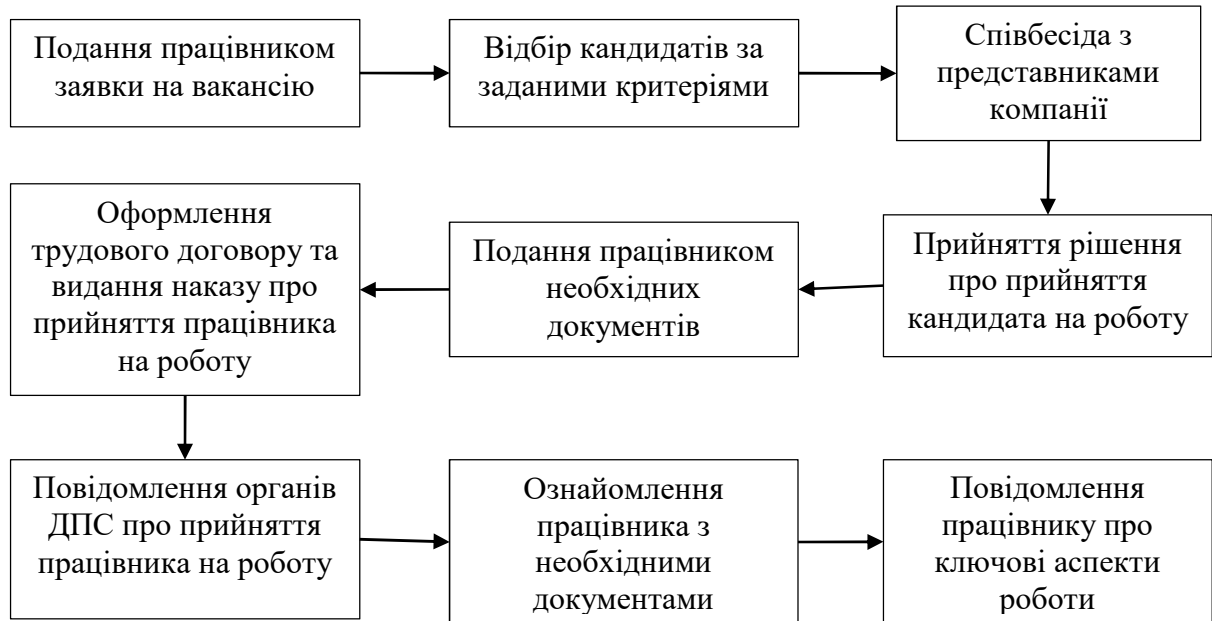 Подання працівником
заявки на вакансію
Відбір кандидатів за
заданими критеріями
Співбесіда з
представниками
компанії
Прийняття рішення
про прийняття
кандидата на роботу
Подання працівником
необхідних
документів
Оформлення
трудового договору та
видання наказу про
прийняття працівника
на роботу
Повідомлення органів
ДПС про прийняття
працівника на роботу
Ознайомлення
працівника з
необхідними
документами
Повідомлення
працівнику про
ключові аспекти
роботи